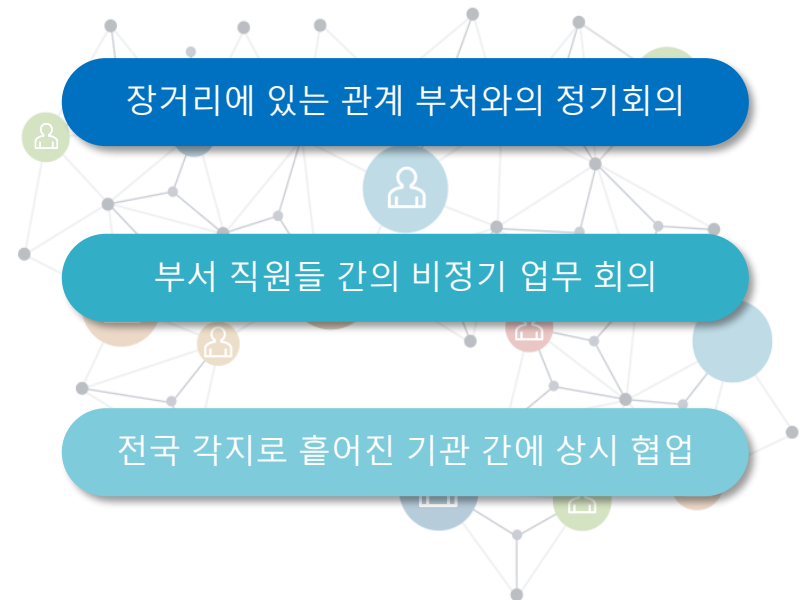 장거리에 있는 관계 부처와의 정기회의
부서 직원들 간의 비정기 업무 회의
전국 각지로 흩어진 기관 간에 상시 협업